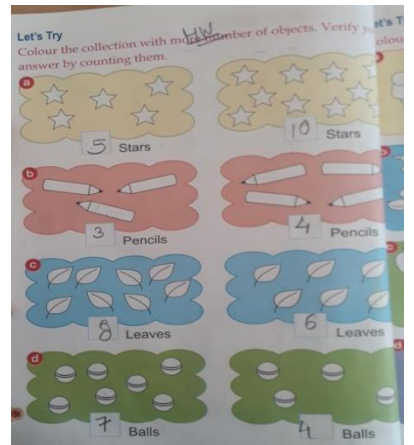 Let's Try
HW
Colour the collection with more number of objects. Verify
answer by counting them.
a
5 Stars
10 Stars
b
3 Pencils
4 Pencils
c
8 Leaves
6 Leaves
d
7 Balls
4 Balls